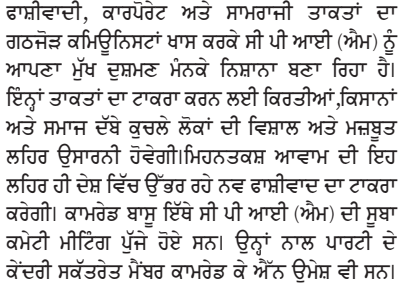 ਫਾਸ਼ੀਵਾਦੀ, ਕਾਰਪੋਰੇਟ ਅਤੇ ਸਾਮਰਾਜੀ ਤਾਕਤਾਂ ਦਾ
ਗਠਜੋੜ ਕਮਿਊਨਿਸਟਾਂ ਖਾਸ ਕਰਕੇ ਸੀ ਪੀ ਆਈ (ਐਮ) ਨੂੰ
ਆਪਣਾ ਮੁੱਖ ਦੁਸ਼ਮਣ ਮੰਨਕੇ ਨਿਸ਼ਾਨਾ ਬਣਾ ਰਿਹਾ ਹੈ।
ਇੰਨ੍ਹਾਂ ਤਾਕਤਾਂ ਦਾ ਟਾਕਰਾ ਕਰਨ ਲਈ ਕਿਰਤੀਆਂ,ਕਿਸਾਨਾਂ
ਅਤੇ ਸਮਾਜ ਦੱਬੇ ਕੁਚਲੇ ਲੋਕਾਂ ਦੀ ਵਿਸ਼ਾਲ ਅਤੇ ਮਜ਼ਬੂਤ
ਲਹਿਰ ਉਸਾਰਨੀ ਹੋਵੇਗੀ।ਮਿਹਨਤਕਸ਼ ਆਵਾਮ ਦੀ ਇਹ
ਲਹਿਰ ਹੀ ਦੇਸ਼ ਵਿੱਚ ਉੱਭਰ ਰਹੇ ਨਵ ਫਾਸ਼ੀਵਾਦ ਦਾ ਟਾਕਰਾ
ਕਰੇਗੀ। ਕਾਮਰੇਡ ਬਾਸੂ ਇੱਥੇ ਸੀ ਪੀ ਆਈ (ਐਮ) ਦੀ ਸੂਬਾ
ਕਮੇਟੀ ਮੀਟਿੰਗ ਪੁੱਜੇ ਹੋਏ ਸਨ। ਉਨ੍ਹਾਂ ਨਾਲ ਪਾਰਟੀ ਦੇ
ਕੇਂਦਰੀ ਸਕੱਤਰੇਤ ਮੈਂਬਰ ਕਾਮਰੇਡ ਕੇ ਐੱਨ ਉਮੇਸ਼ ਵੀ ਸਨ।